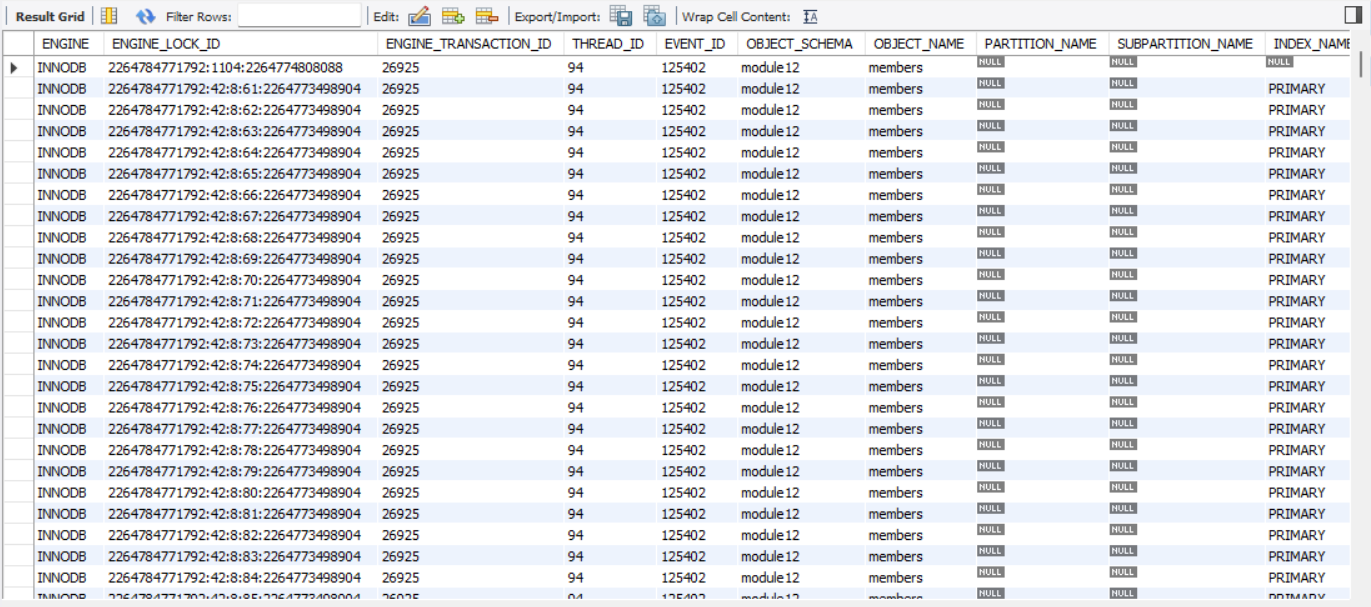 Result Grid Filter Rows: Edit: Export/Import: Wrap Cell Content: IA
ENGINE ENGINE_LOCK_ID ENGINE_TRANSACTION_ID THREAD_ID EVENT_ID OBJECT_SCHEMA OBJECT_NAME PARTITION_NAME SUBPARTITION_NAME INDEX_NAME
INNODB 2264784771792:1104:2264774808088 26925 94 125402 module12 members NULL NULL NULL
INNODB 2264784771792:42:8:61:2264773498904 26925 94 125402 module12 members NULL NULL PRIMARY
INNODB 2264784771792:42:8:62:2264773498904 26925 94 125402 module12 members NULL NULL PRIMARY
INNODB 2264784771792:42:8:63:2264773498904 26925 94 125402 module12 members NULL NULL PRIMARY
INNODB 2264784771792:42:8:64:2264773498904 26925 94 125402 module12 members NULL NULL PRIMARY
INNODB 2264784771792:42:8:65:2264773498904 26925 94 125402 module12 members NULL NULL PRIMARY
INNODB 2264784771792:42:8:66:2264773498904 26925 94 125402 module12 members NULL NULL PRIMARY
INNODB 2264784771792:42:8:67:2264773498904 26925 94 125402 module12 members NULL NULL PRIMARY
INNODB 2264784771792:42:8:68:2264773498904 26925 94 125402 module12 members NULL NULL PRIMARY
INNODB 2264784771792:42:8:69:2264773498904 26925 94 125402 module12 members NULL NULL PRIMARY
INNODB 2264784771792:42:8:70:2264773498904 26925 94 125402 module12 members NULL NULL PRIMARY
INNODB 2264784771792:42:8:71:2264773498904 26925 94 125402 module12 members NULL NULL PRIMARY
INNODB 2264784771792:42:8:72:2264773498904 26925 94 125402 module12 members NULL NULL PRIMARY
INNODB 2264784771792:42:8:73:2264773498904 26925 94 125402 module12 members NULL NULL PRIMARY
INNODB 2264784771792:42:8:74:2264773498904 26925 94 125402 module12 members NULL NULL PRIMARY
INNODB 2264784771792:42:8:75:2264773498904 26925 94 125402 module12 members NULL NULL PRIMARY
INNODB 2264784771792:42:8:76:2264773498904 26925 94 125402 module12 members NULL NULL PRIMARY
INNODB 2264784771792:42:8:77:2264773498904 26925 94 125402 module12 members NULL NULL PRIMARY
INNODB 2264784771792:42:8:78:2264773498904 26925 94 125402 module12 members NULL NULL PRIMARY
INNODB 2264784771792:42:8:79:2264773498904 26925 94 125402 module12 members NULL NULL PRIMARY
INNODB 2264784771792:42:8:80:2264773498904 26925 94 125402 module12 members NULL NULL PRIMARY
INNODB 2264784771792:42:8:81:2264773498904 26925 94 125402 module12 members NULL NULL PRIMARY
INNODB 2264784771792:42:8:82:2264773498904 26925 94 125402 module12 members NULL NULL PRIMARY
INNODB 2264784771792:42:8:83:2264773498904 26925 94 125402 module12 members NULL NULL PRIMARY
INNODB 2264784771792:42:8:84:2264773498904 26925 94 125402 module12 members NULL NULL PRIMARY
INNODB 2264784771792:42:8:85:2264773498904 26925 94 125402 module12 members NULL NULL PRIMARY